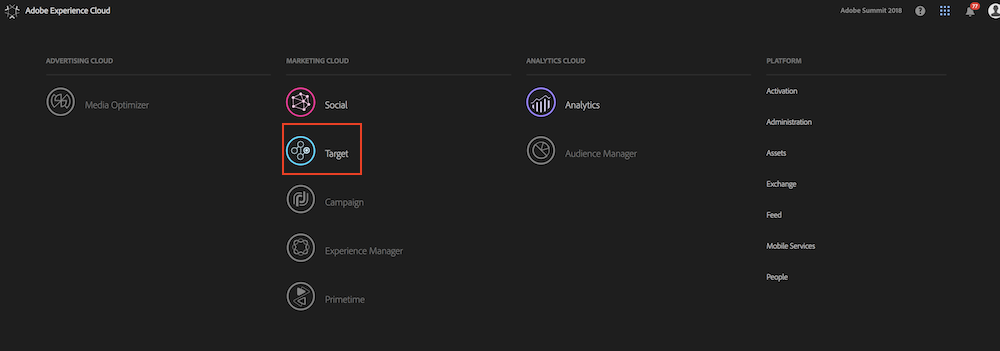 Adobe Experience Cloud
Adobe Summit 2018
77
ADVERTISING CLOUD
Media Optimizer
MARKETING CLOUD
Social
Target
Campaign
Experience Manager
Primetime
ANALYTICS CLOUD
Analytics
Audience Manager
PLATFORM
Activation
Administration
Assets
Exchange
Feed
Mobile Services
People